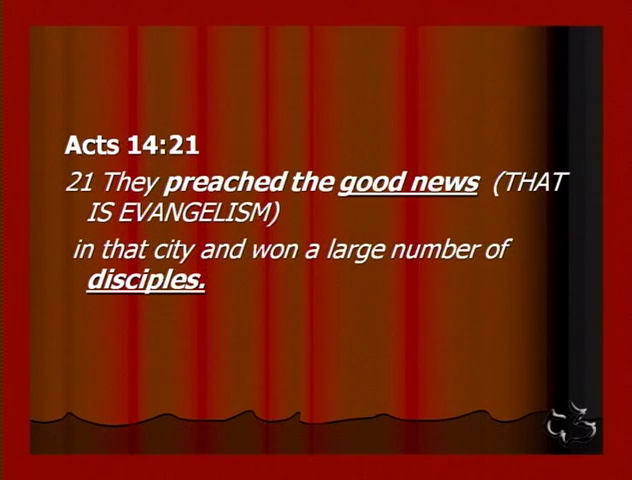 Acts 14:21
21 They preached the good news (THAT
IS EVANGELISM)
in that city and won a large number of
disciples.